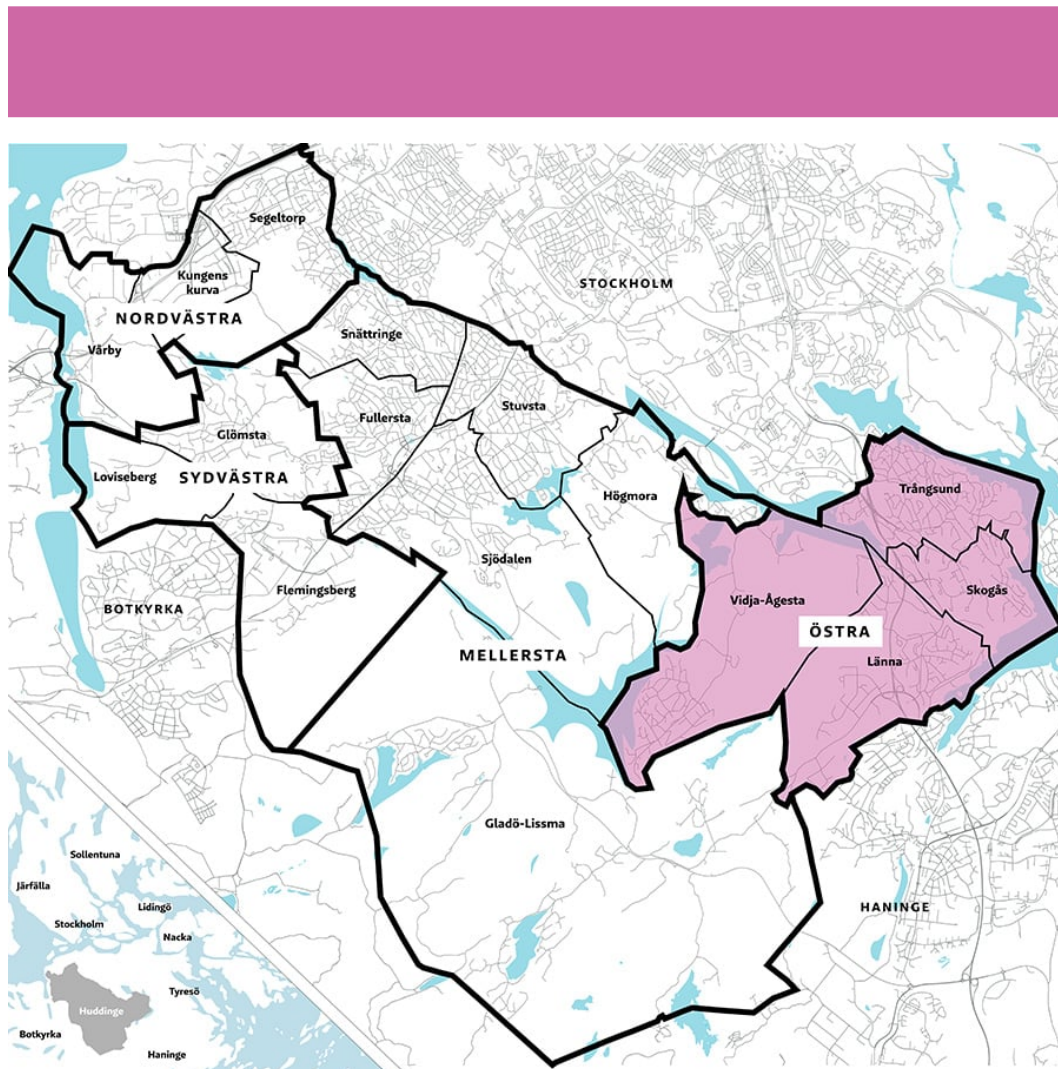 Segeltorp
Kungens
kurva
STOCKHOLM
NORDVÄSTRA
Snättringe
Vårby
Stuvsta
Fullersta
Glömsta
Loviseberg
SYDVÄSTRA
Trångsund
Högmora
Sjödalen
Flemingsberg
Skogås
Vidja-Ågesta
BOTKYRKA
ÖSTRA
MELLERSTA
Länna
Gladö-Lissma
HANINGE
Sollentuna
Järfälla
Lidingö
Stockholm
Nacka
Tyresö
Huddinge
Botkyrka
Haninge